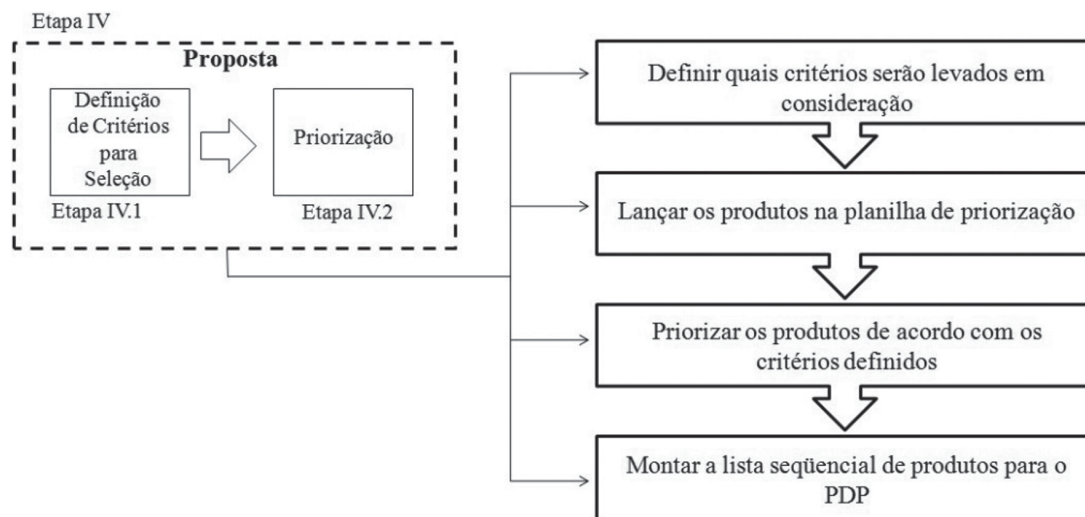 Etapa IV
Proposta
Definição
de Critérios
para
Seleção
Priorização
Etapa IV.1
Etapa IV.2
Definir quais critérios serão levados em
consideração
Lançar os produtos na planilha de priorização
Priorizar os produtos de acordo com os
critérios definidos
Montar a lista seqüencial de produtos para o
PDP